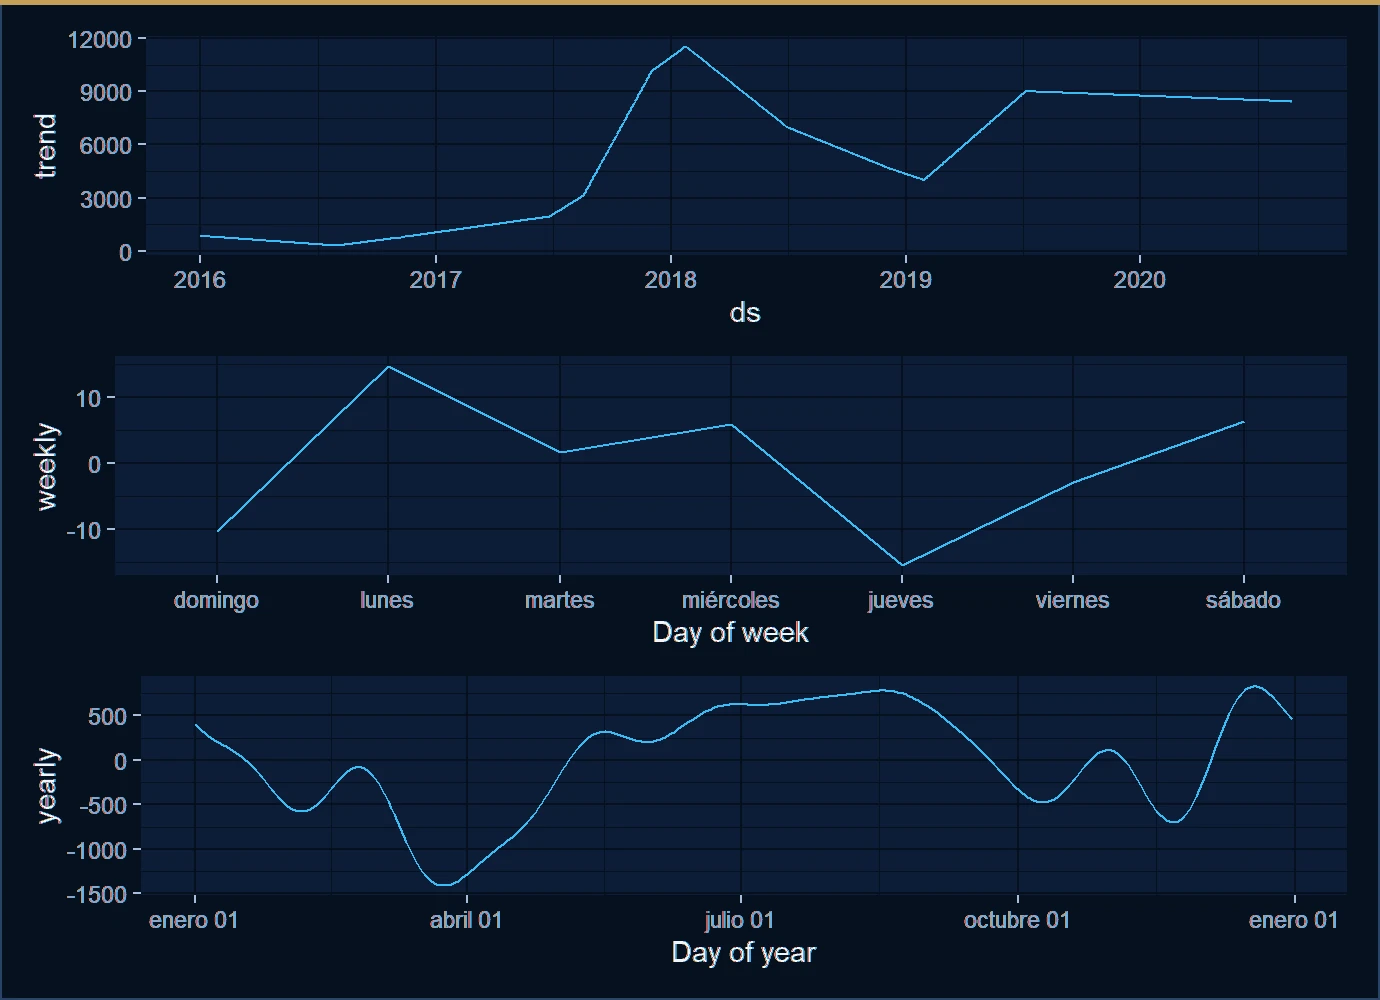 trend
12000
9000
6000
3000
0
2016 2017 2018 2019 2020
ds
weekly
10
0
-10
domingo lunes martes miércoles jueves viernes sábado
Day of week
yearly
500
0
-500
-1000
-1500
enero 01 abril 01 julio 01 octubre 01 enero 01
Day of year